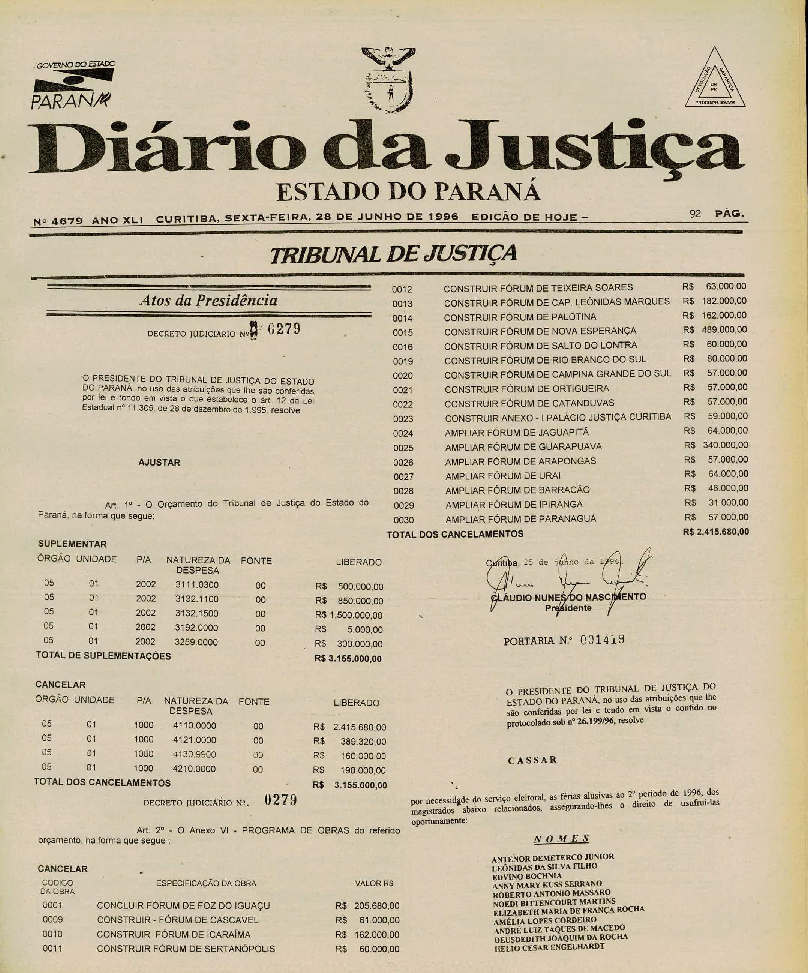 GOVERNO DO ESTADO
PARANÁ
Diário da Justiça
ESTADO DO PARANÁ
Nº 4679 ANO XLI CURITIBA, SEXTA-FEIRA, 28 DE JUNHO DE 1996 EDIÇÃO DE HOJE – 92 PÁG.
TRIBUNAL DE JUSTIÇA
Atos da Presidência
DECRETO JUDICIÁRIO Nº 0279
O PRESIDENTE DO TRIBUNAL DE JUSTIÇA DO ESTADO
DO PARANÁ, no uso das atribuições que lhe são conferidas
por lei e tendo em vista o que estabelece o art. 12 da Lei
Estadual nº 11.306, de 28 de dezembro de 1.995, resolve
AJUSTAR
Art. 1º - O Orçamento do Tribunal de Justiça do Estado do
Paraná, na forma que segue:
SUPLEMENTAR
ÓRGÃO UNIDADE P/A NATUREZA DA FONTE LIBERADO
DESPESA
05 01 2002 3111.0300 00 R$ 500.000,00
05 01 2002 3132.1100 00 R$ 850.000,00
05 01 2002 3132.1500 00 R$ 1.500.000,00
05 01 2002 3192.0000 00 R$ 5.000,00
05 01 2002 3259.0000 00 R$ 300.000,00
TOTAL DE SUPLEMENTAÇÕES R$ 3.155.000,00
CANCELAR
ÓRGÃO UNIDADE P/A NATUREZA DA FONTE LIBERADO
DESPESA
05 01 1000 4110.0000 00 R$ 2.415.680,00
05 01 1000 4121.0000 00 R$ 389.320,00
05 01 1000 4130.9900 00 R$ 160.000,00
05 01 1000 4210.0000 00 R$ 190.000,00
TOTAL DOS CANCELAMENTOS R$ 3.155.000,00
DECRETO JUDICIÁRIO Nº. 0279
Art. 2º - O Anexo VI - PROGRAMA DE OBRAS do referido
orçamento, na forma que segue :
CANCELAR
CÓDIGO ESPECIFICAÇÃO DA OBRA VALOR R$
DA OBRA
0001 CONCLUIR FÓRUM DE FOZ DO IGUAÇU R$ 205.680,00
0009 CONSTRUIR - FÓRUM DE CASCAVEL R$ 61.000,00
0010 CONSTRUIR FÓRUM DE ICARAÍMA R$ 162.000,00
0011 CONSTRUIR FÓRUM DE SERTANÓPOLIS R$ 60.000,00
0012 CONSTRUIR FÓRUM DE TEIXEIRA SOARES R$ 63.000,00
0013 CONSTRUIR FÓRUM DE CAP. LEÔNIDAS MARQUES R$ 182.000,00
0014 CONSTRUIR FÓRUM DE PALOTINA R$ 162.000,00
0015 CONSTRUIR FÓRUM DE NOVA ESPERANÇA R$ 489.000,00
0016 CONSTRUIR FÓRUM DE SALTO DO LONTRA R$ 60.000,00
0019 CONSTRUIR FÓRUM DE RIO BRANCO DO SUL R$ 80.000,00
0020 CONSTRUIR FÓRUM DE CAMPINA GRANDE DO SUL R$ 57.000,00
0021 CONSTRUIR FÓRUM DE ORTIGUEIRA R$ 57.000,00
0022 CONSTRUIR FÓRUM DE CATANDUVAS R$ 57.000,00
0023 CONSTRUIR ANEXO - I PALÁCIO JUSTIÇA CURITIBA R$ 59.000,00
0024 AMPLIAR FÓRUM DE JAGUAPITÃ R$ 64.000,00
0025 AMPLIAR FÓRUM DE GUARAPUAVA R$ 340.000,00
0026 AMPLIAR FÓRUM DE ARAPONGAS R$ 57.000,00
0027 AMPLIAR FÓRUM DE URAI R$ 64.000,00
0028 AMPLIAR FÓRUM DE BARRACÃO R$ 46.000,00
0029 AMPLIAR FÓRUM DE IPIRANGA R$ 31.000,00
0030 AMPLIAR FÓRUM DE PARANAGUÁ R$ 57.000,00
TOTAL DOS CANCELAMENTOS R$ 2.415.680,00
Curitiba, 25 de junho de 1996
CLÁUDIO NUNES DO NASCIMENTO
Presidente
PORTARIA N.º 001419
O PRESIDENTE DO TRIBUNAL DE JUSTIÇA DO
ESTADO DO PARANÁ, no uso das atribuições que lhe
são conferidas por lei e tendo em vista o contido no
protocolado sob nº 26.199/96, resolve
CASSAR
por necessidade do serviço eleitoral, as férias alusivas ao 2º período de 1996, dos
magistrados abaixo relacionados, assegurando-lhes o direito de usufruí-las
oportunamente:
NOMES
ANTENOR DEMETERCO JÚNIOR
LEÔNIDAS DA SILVA FILHO
EDVINO BOCHNIA
ANNY MARY KUSS SERRANO
ROBERTO ANTONIO MASSARO
NOEDI BITTENCOURT MARTINS
ELIZABETH MARIA DE FRANÇA ROCHA
AMÉLIA LOPES CORDEIRO
ANDRÉ LUIZ TAQUES DE MACEDO
DEUSDEDITH JOAQUIM DA ROCHA
HÉLIO CÉSAR ENGELHARDT